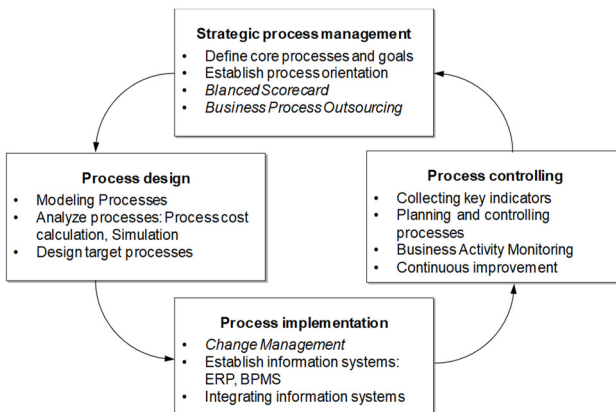 Strategic process management
• Define core processes and goals
• Establish process orientation
• Blanced Scorecard
• Business Process Outsourcing
Process design
• Modeling Processes
• Analyze processes: Process cost
calculation, Simulation
• Design target processes
Process controlling
• Collecting key indicators
• Planning and controlling
processes
• Business Activity Monitoring
• Continuous improvement
Process implementation
• Change Management
• Establish information systems:
ERP, BPMS
• Integrating information systems